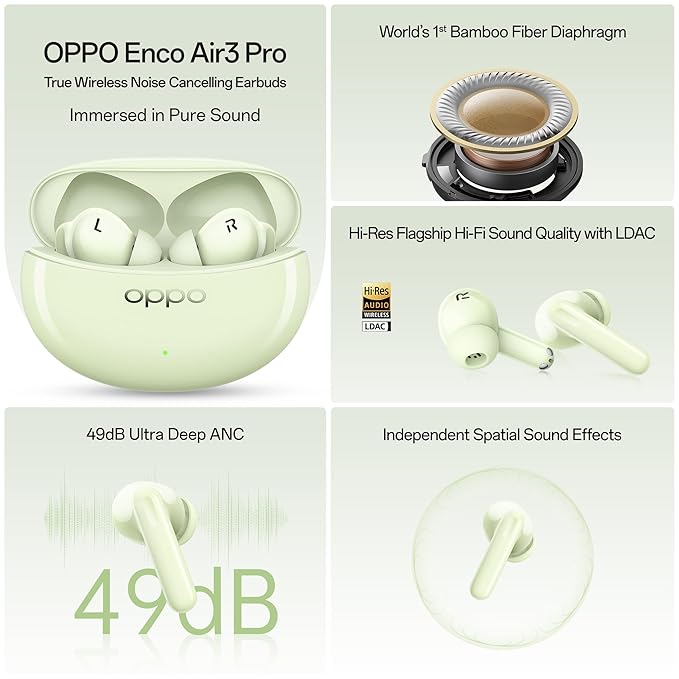 OPPO Enco Air3 Pro
True Wireless Noise Cancelling Earbuds
Immersed in Pure Sound
L
R
oppo
World's 1st Bamboo Fiber Diaphragm
Hi-Res Flagship Hi-Fi Sound Quality with LDAC
Hi-Res
AUDIO
WIRELESS
LDAC
R
49dB Ultra Deep ANC
49dB
Independent Spatial Sound Effects